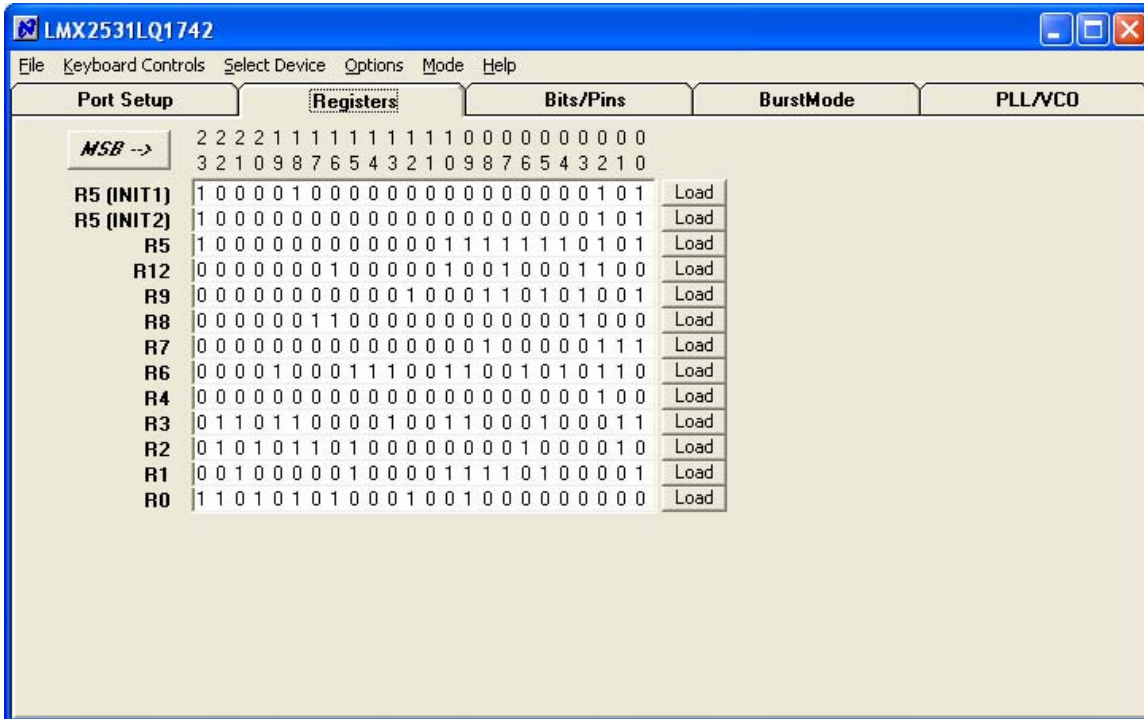 LMX2531LQ1742
File Keyboard Controls Select Device Options Mode Help
Port Setup Registers Bits/Pins BurstMode PLL/VCO
MSB --> 2 2 2 2 1 1 1 1 1 1 1 1 1 1 0 0 0 0 0 0 0 0 0 0
3 2 1 0 9 8 7 6 5 4 3 2 1 0 9 8 7 6 5 4 3 2 1 0
R5 (INIT1) 1 0 0 0 0 1 0 0 0 0 0 0 0 0 0 0 0 0 0 0 0 1 0 1 Load
R5 (INIT2) 1 0 0 0 0 0 0 0 0 0 0 0 0 0 0 0 0 0 0 0 0 1 0 1 Load
R5 1 0 0 0 0 0 0 0 0 0 0 0 0 1 1 1 1 1 1 1 0 1 0 1 Load
R12 0 0 0 0 0 0 0 1 0 0 0 0 0 1 0 0 1 0 0 0 1 1 0 0 Load
R9 0 0 0 0 0 0 0 0 0 0 0 1 0 0 0 1 1 0 1 0 1 0 0 1 Load
R8 0 0 0 0 0 0 1 1 0 0 0 0 0 0 0 0 0 0 0 0 1 0 0 0 Load
R7 0 0 0 0 0 0 0 0 0 0 0 0 0 0 0 1 0 0 0 0 0 1 1 1 Load
R6 0 0 0 0 1 0 0 0 1 1 1 0 0 1 1 0 0 1 0 1 0 1 1 0 Load
R4 0 0 0 0 0 0 0 0 0 0 0 0 0 0 0 0 0 0 0 0 0 1 0 0 Load
R3 0 1 1 0 1 1 0 0 0 0 1 0 0 1 1 0 0 0 1 0 0 0 1 1 Load
R2 0 1 0 1 0 1 1 0 1 0 0 0 0 0 0 0 0 1 0 0 0 0 1 0 Load
R1 0 0 1 0 0 0 0 0 1 0 0 0 0 1 1 1 1 0 1 0 0 0 0 1 Load
R0 1 1 0 1 0 1 0 1 0 0 0 1 0 0 1 0 0 0 0 0 0 0 0 0 Load